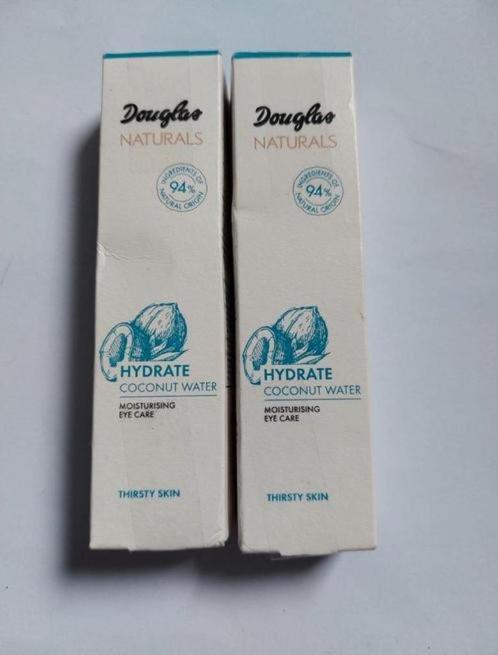 Douglas
NATURALS
INGREDIENTS OF
94%
NATURAL ORIGIN
HYDRATE
COCONUT WATER
MOISTURISING
EYE CARE
THIRSTY SKIN
Douglas
NATURALS
INGREDIENTS OF
94%
NATURAL ORIGIN
HYDRATE
COCONUT WATER
MOISTURISING
EYE CARE
THIRSTY SKIN